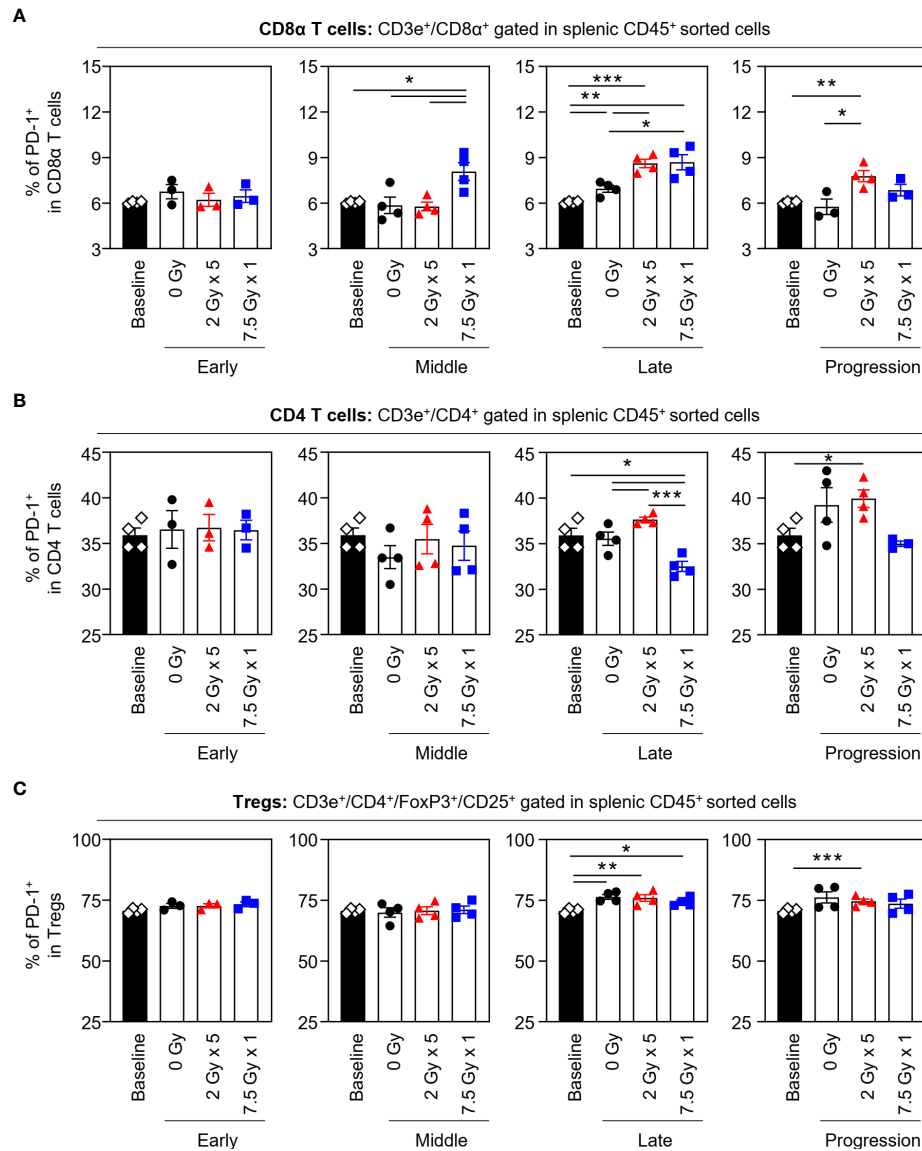 A
CD8α T cells: CD3e⁺/CD8α⁺ gated in splenic CD45⁺ sorted cells
% of PD-1⁺
in CD8α T cells
15
12
9
6
3
Baseline
0 Gy
2 Gy x 5
7.5 Gy x 1
Early
15
12
9
6
3
*
Baseline
0 Gy
2 Gy x 5
7.5 Gy x 1
Middle
15
12
9
6
3
***
**
*
Baseline
0 Gy
2 Gy x 5
7.5 Gy x 1
Late
15
12
9
6
3
**
*
Baseline
0 Gy
2 Gy x 5
7.5 Gy x 1
Progression
B
CD4 T cells: CD3e⁺/CD4⁺ gated in splenic CD45⁺ sorted cells
% of PD-1⁺
in CD4 T cells
45
40
35
30
25
Baseline
0 Gy
2 Gy x 5
7.5 Gy x 1
Early
45
40
35
30
25
Baseline
0 Gy
2 Gy x 5
7.5 Gy x 1
Middle
45
40
35
30
25
*
***
Baseline
0 Gy
2 Gy x 5
7.5 Gy x 1
Late
45
40
35
30
25
*
Baseline
0 Gy
2 Gy x 5
7.5 Gy x 1
Progression
C
Tregs: CD3e⁺/CD4⁺/FoxP3⁺/CD25⁺ gated in splenic CD45⁺ sorted cells
% of PD-1⁺
in Tregs
100
75
50
25
Baseline
0 Gy
2 Gy x 5
7.5 Gy x 1
Early
100
75
50
25
Baseline
0 Gy
2 Gy x 5
7.5 Gy x 1
Middle
100
75
50
25
*
**
Baseline
0 Gy
2 Gy x 5
7.5 Gy x 1
Late
100
75
50
25
***
Baseline
0 Gy
2 Gy x 5
7.5 Gy x 1
Progression